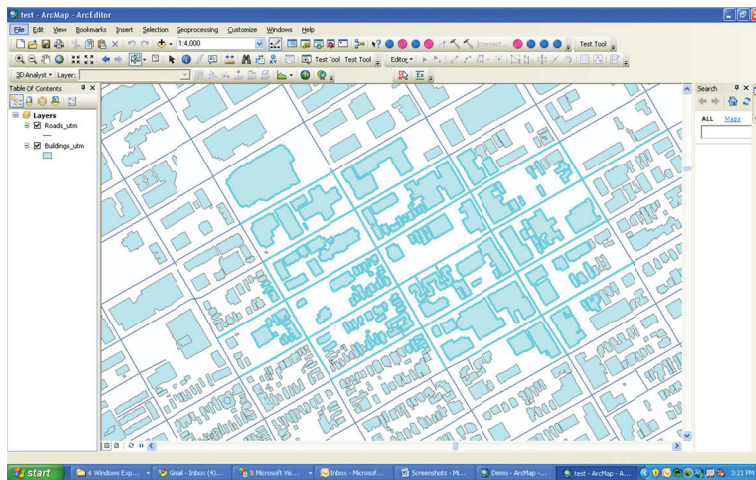 test - ArcMap - ArcEditor
File Edit View Bookmarks Insert Selection Geoprocessing Customize Windows Help
1:4,000
Test Tool
Test Tool Editor
3D Analyst Layer:
Table Of Contents
Layers
Roads_utm
Buildings_utm
Search
ALL Maps
start
4 Windows Exp...
Gmail - Inbox (4)...
3 Microsoft Vis...
Inbox - Microsof...
Screenshots - Mi...
Demo - ArcMap -...
test - ArcMap - A...
3:21 PM